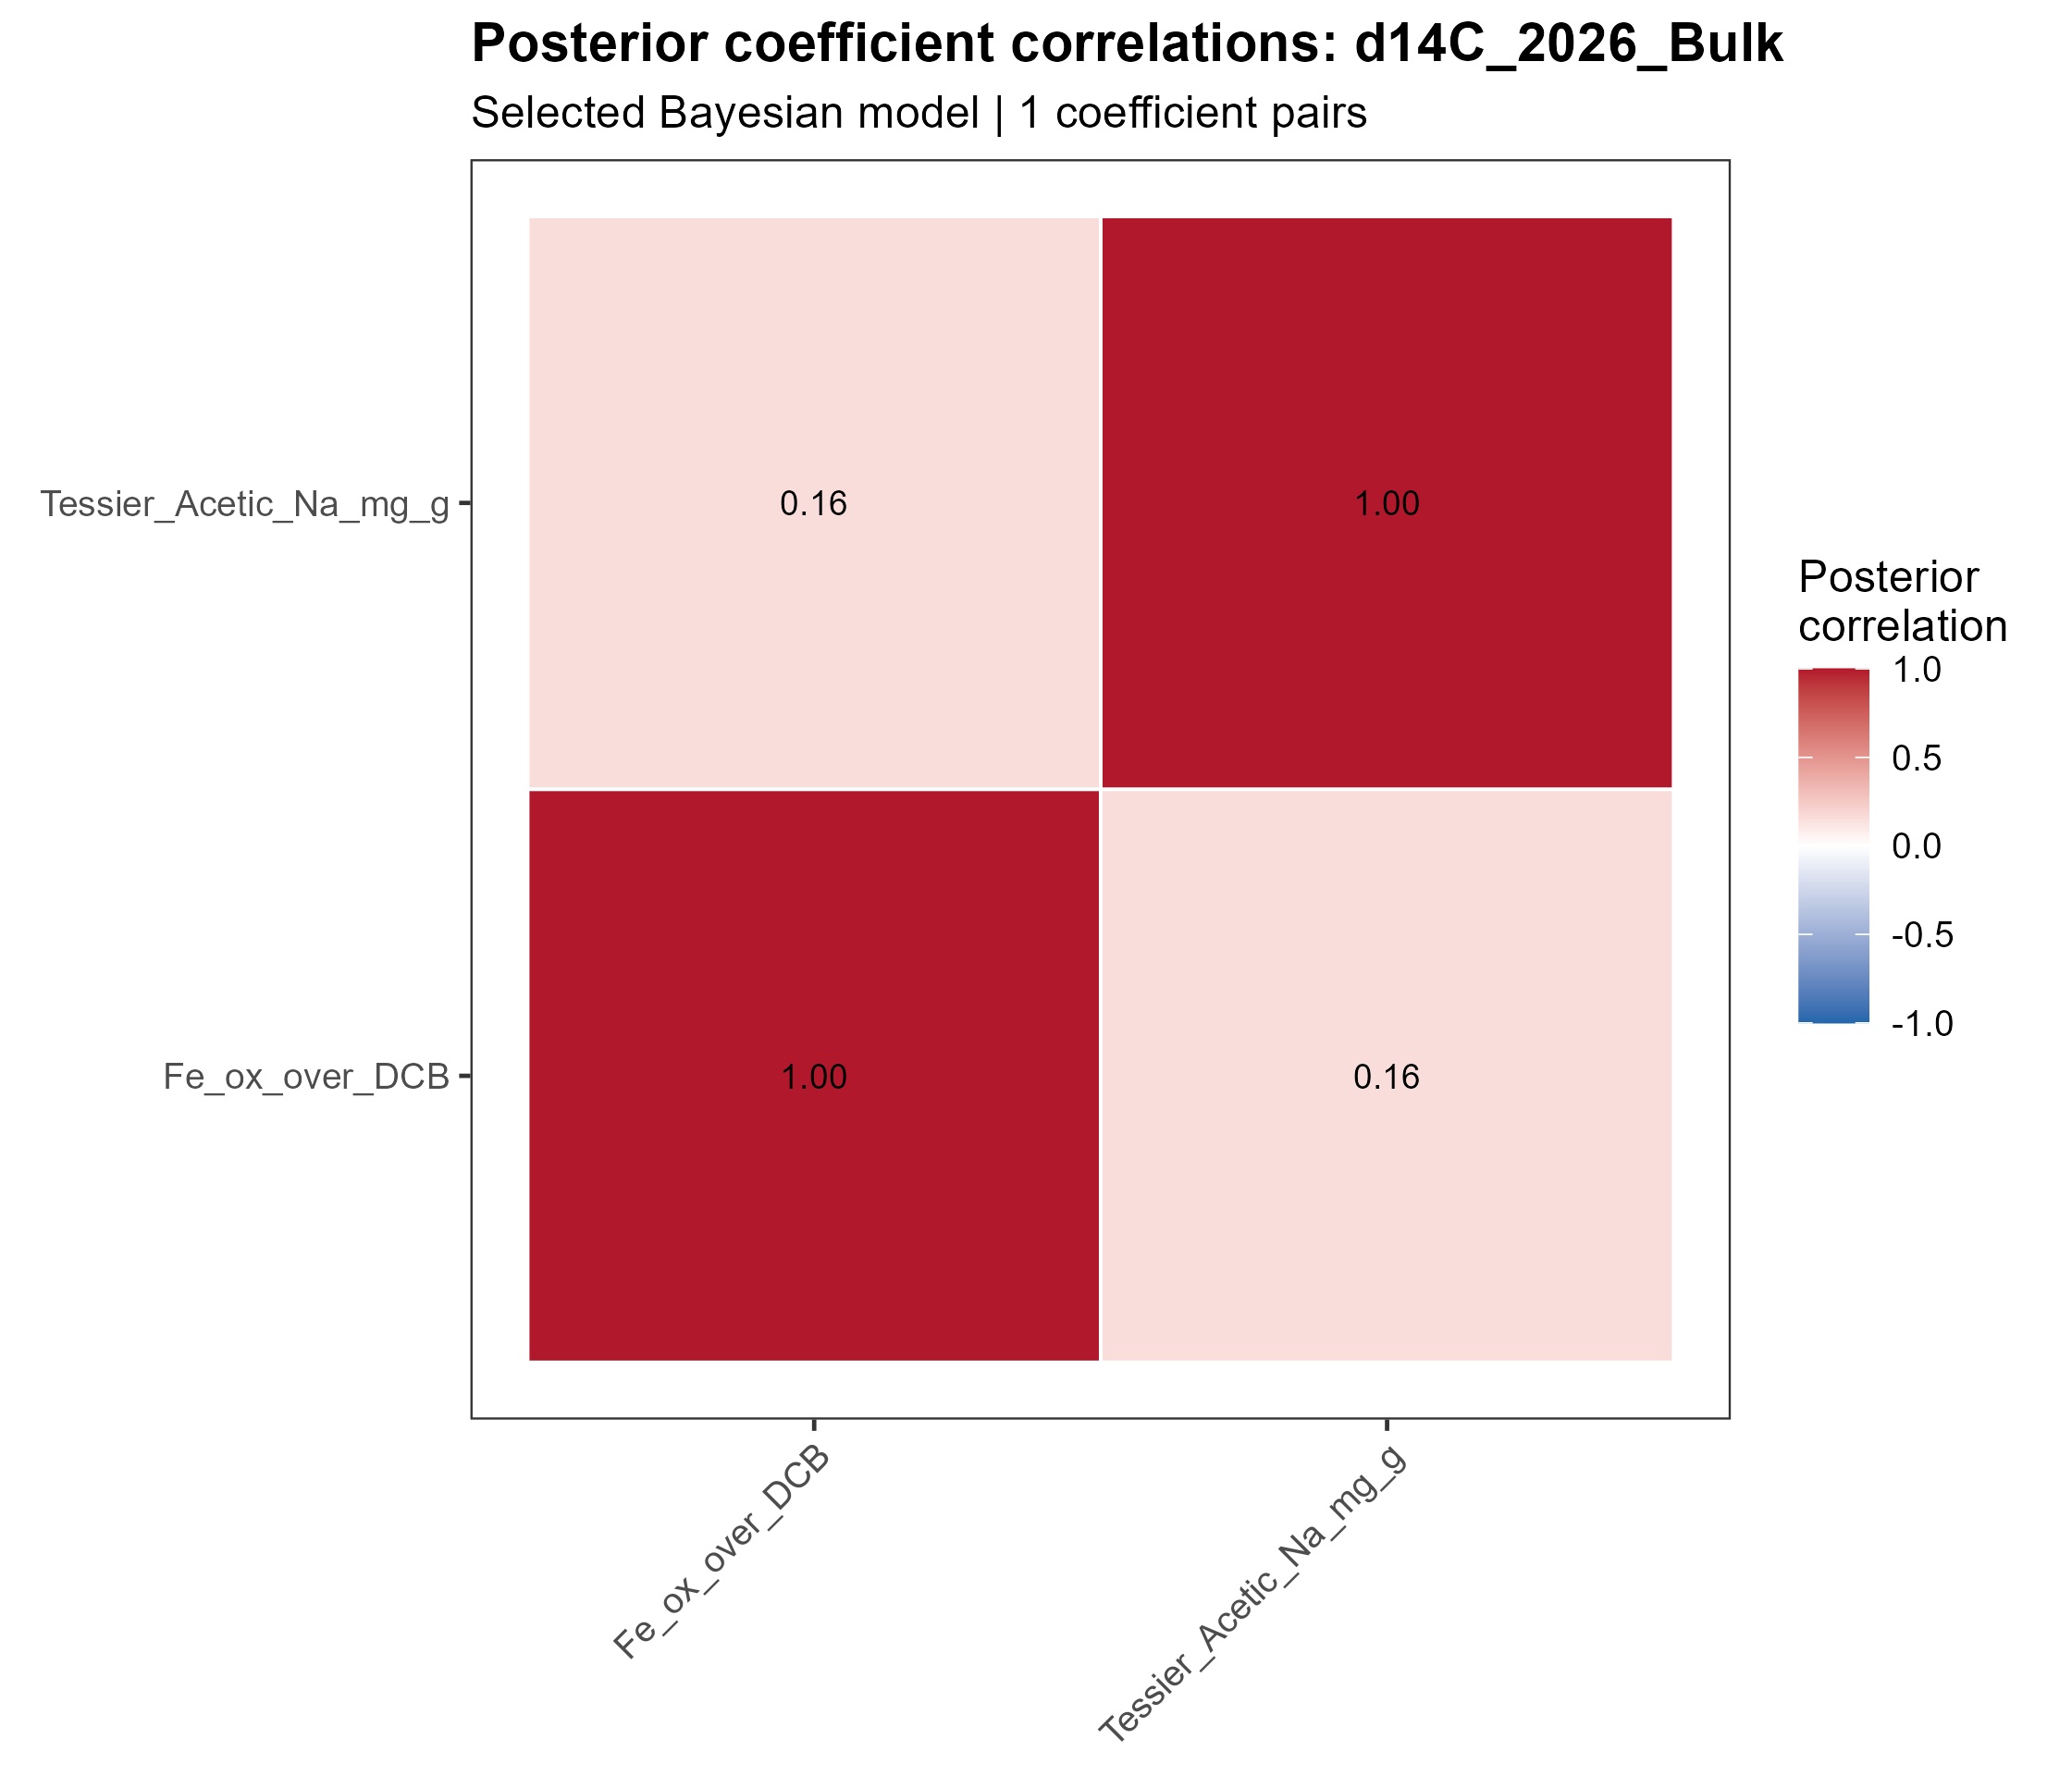 Posterior coefficient correlations: d14C_2026_Bulk
Selected Bayesian model | 1 coefficient pairs
Tessier_Acetic_Na_mg_g
0.16
1.00
Fe_ox_over_DCB
1.00
0.16
Fe_ox_over_DCB
Tessier_Acetic_Na_mg_g
Posterior
correlation
1.0
0.5
0.0
-0.5
-1.0